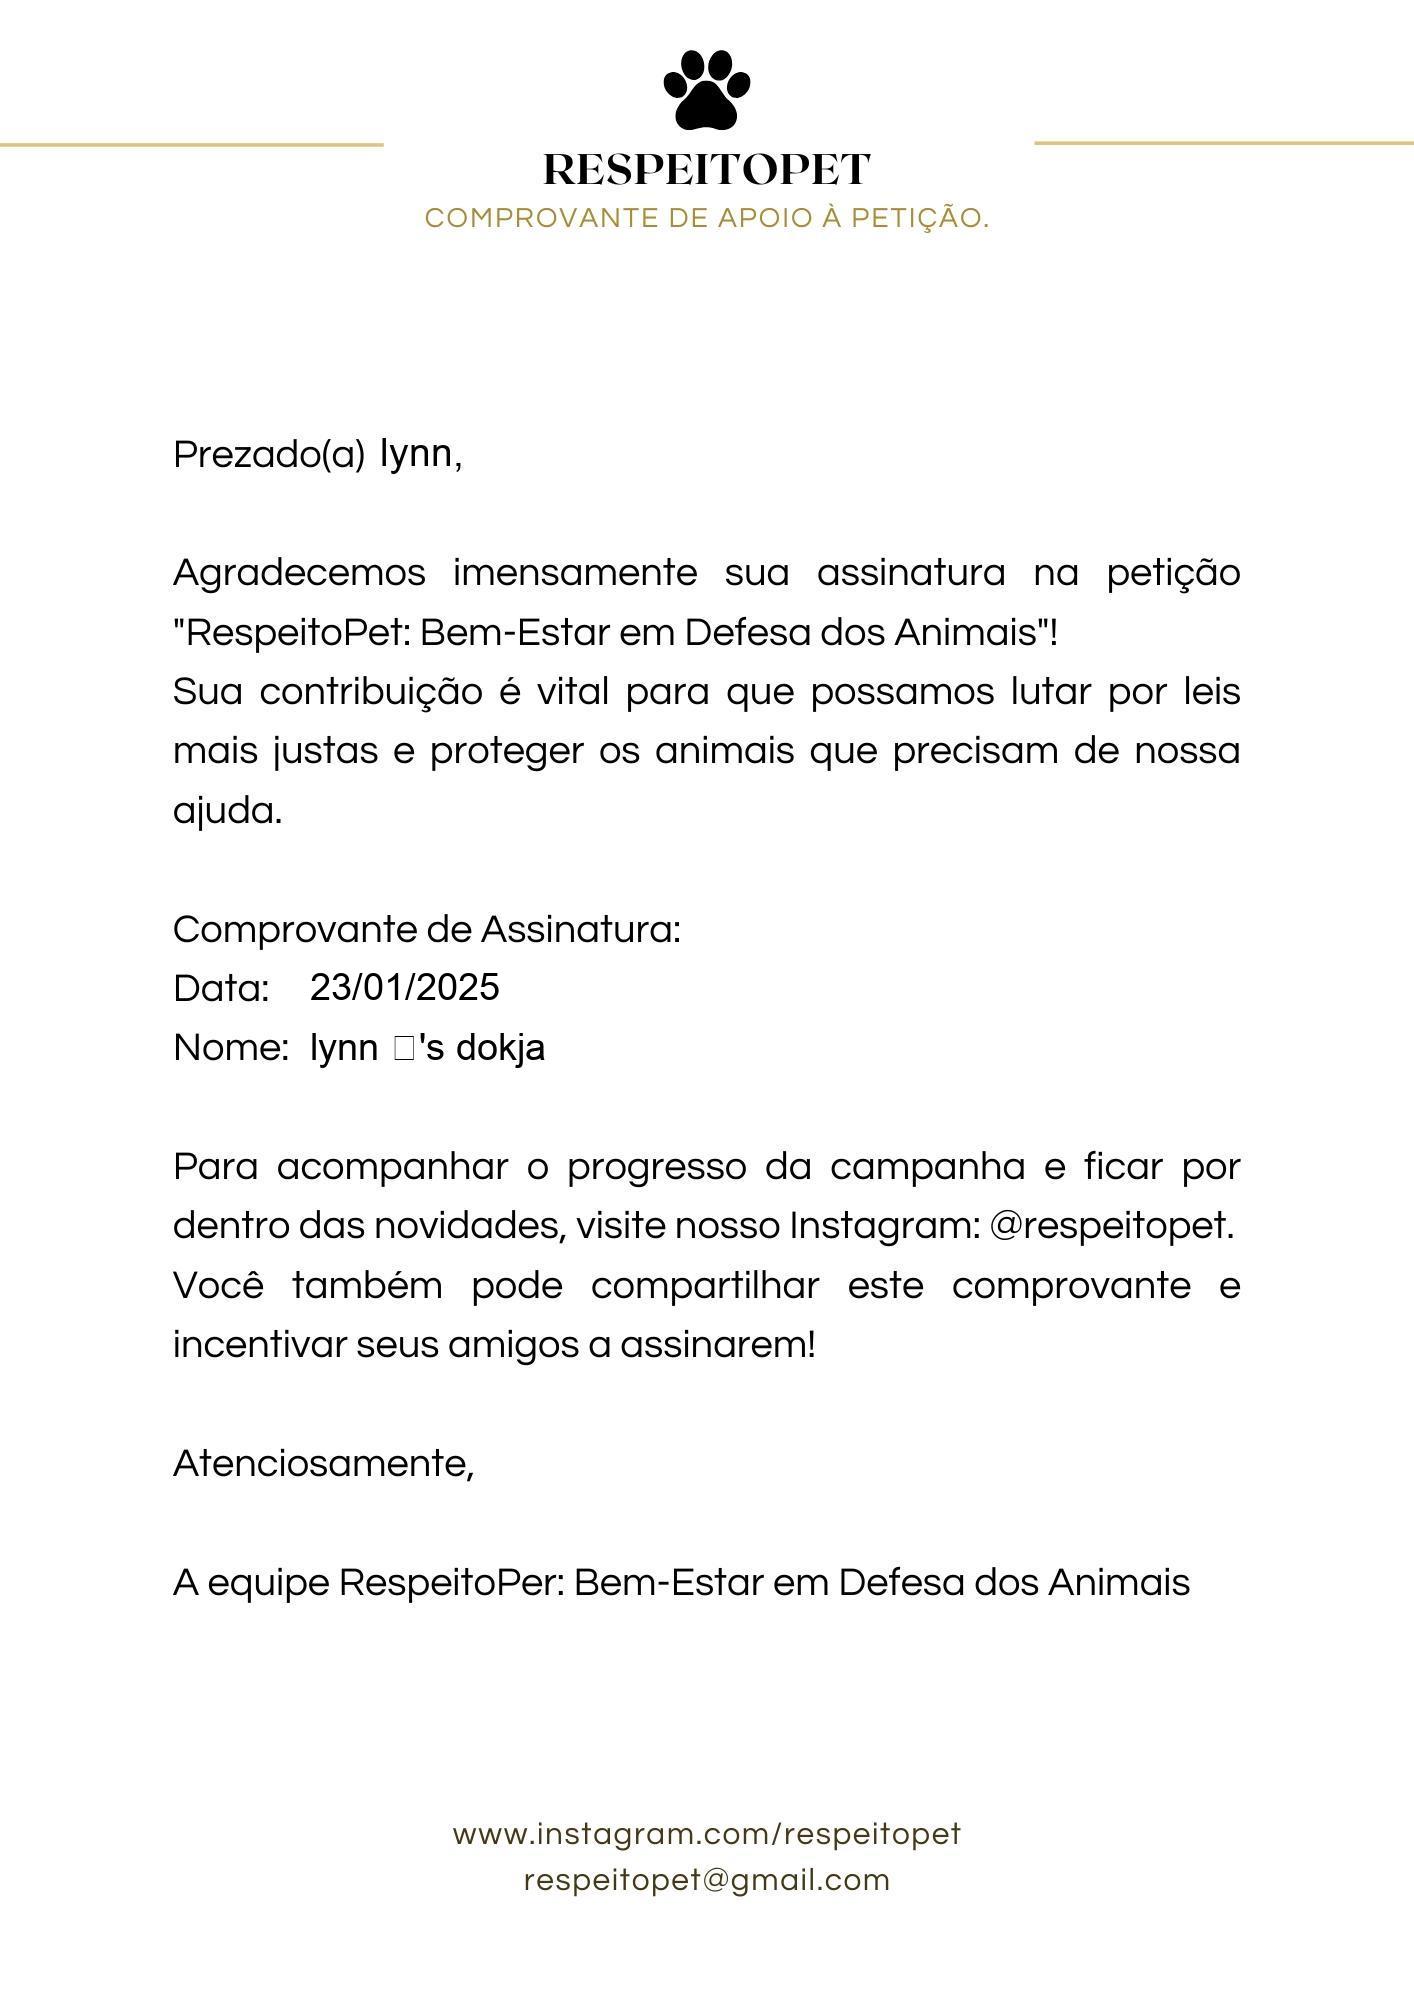 RESPEITOPET
COMPROVANTE DE APOIO À PETIÇÃO.
Prezado(a) lynn,
Agradecemos imensamente sua assinatura na petição
"RespeitoPet: Bem-Estar em Defesa dos Animais"!
Sua contribuição é vital para que possamos lutar por leis
mais justas e proteger os animais que precisam de nossa
ajuda.
Comprovante de Assinatura:
Data: 23/01/2025
Nome: lynn □'s dokja
Para acompanhar o progresso da campanha e ficar por
dentro das novidades, visite nosso Instagram: @respeitopet.
Você também pode compartilhar este comprovante e
incentivar seus amigos a assinarem!
Atenciosamente,
A equipe RespeitoPer: Bem-Estar em Defesa dos Animais
www.instagram.com/respeitopet
respeitopet@gmail.com